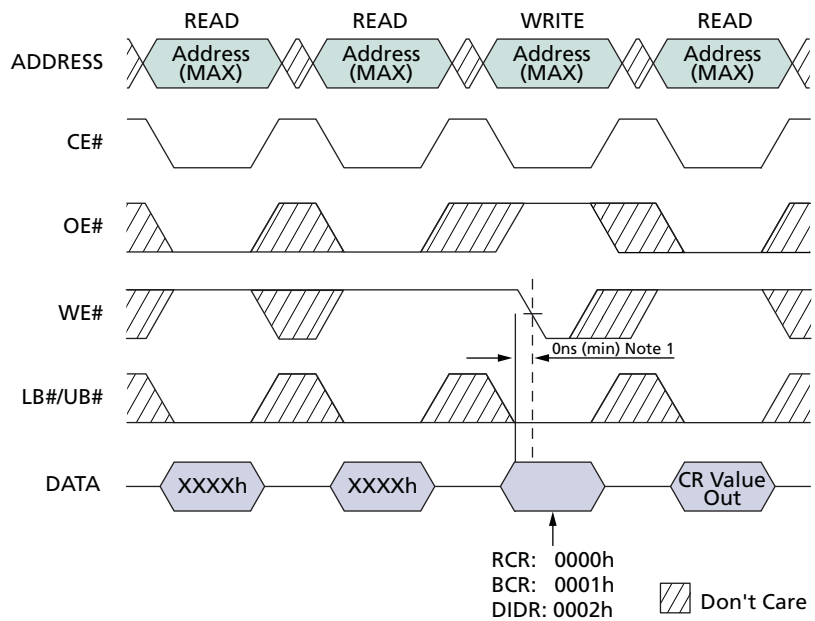 READ READ WRITE READ
ADDRESS Address (MAX) Address (MAX) Address (MAX) Address (MAX)
CE#
OE#
WE#
0ns (min) Note 1
LB#/UB#
DATA XXXXh XXXXh CR Value Out
RCR: 0000h
BCR: 0001h
DIDR: 0002h
Don't Care